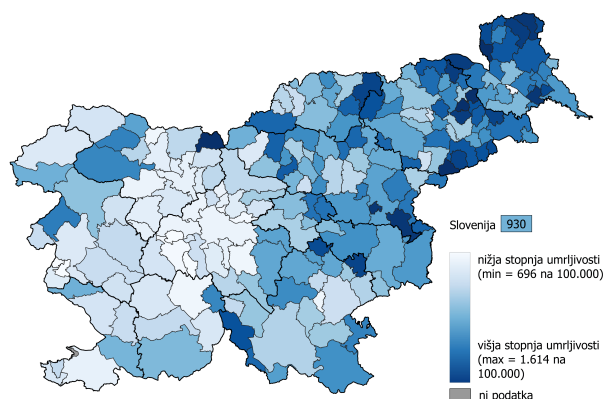 Slovenija 930
nižja stopnja umrljivosti
(min = 696 na 100.000)
višja stopnja umrljivosti
(max = 1.614 na
100.000)
ni podatka